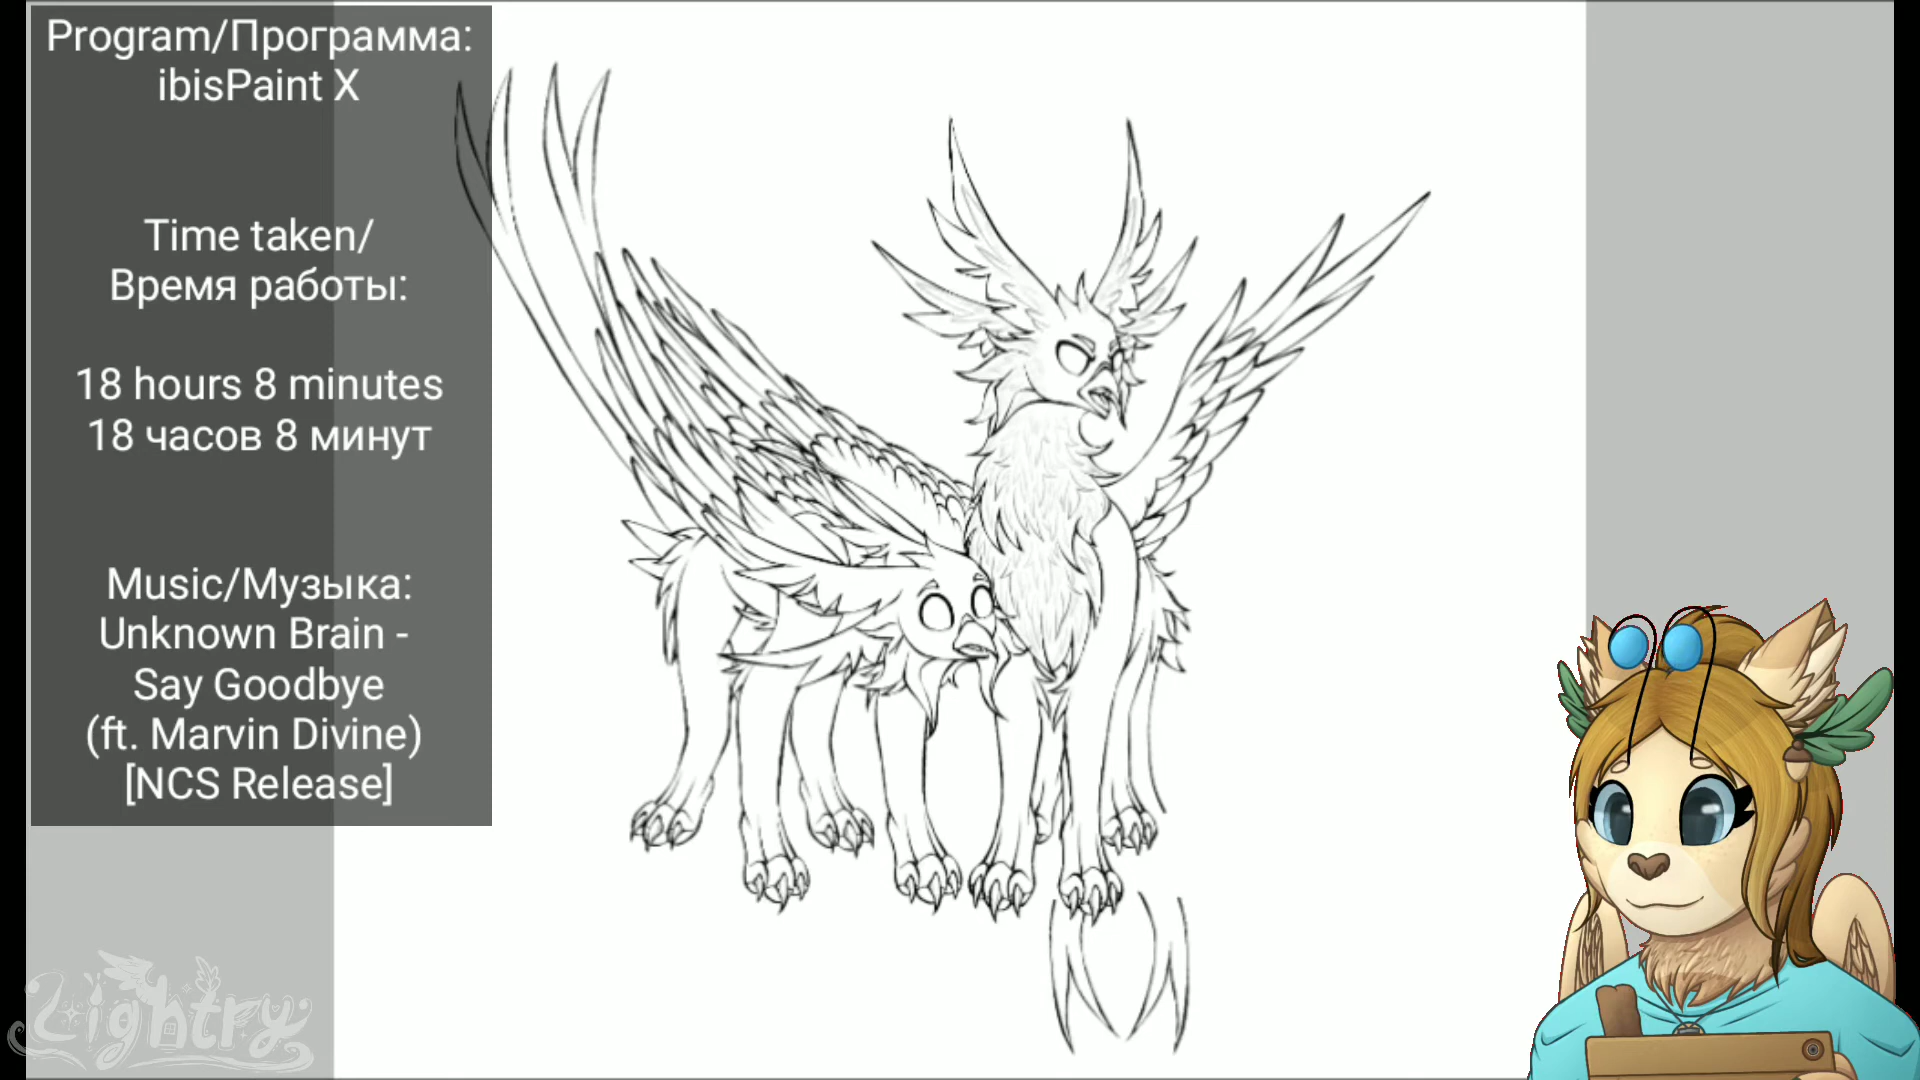 Program/Программа:
ibisPaint X
Time taken/
Время работы:
18 hours 8 minutes
18 часов 8 минут
Music/Музыка:
Unknown Brain -
Say Goodbye
(ft. Marvin Divine)
[NCS Release]
Lightry